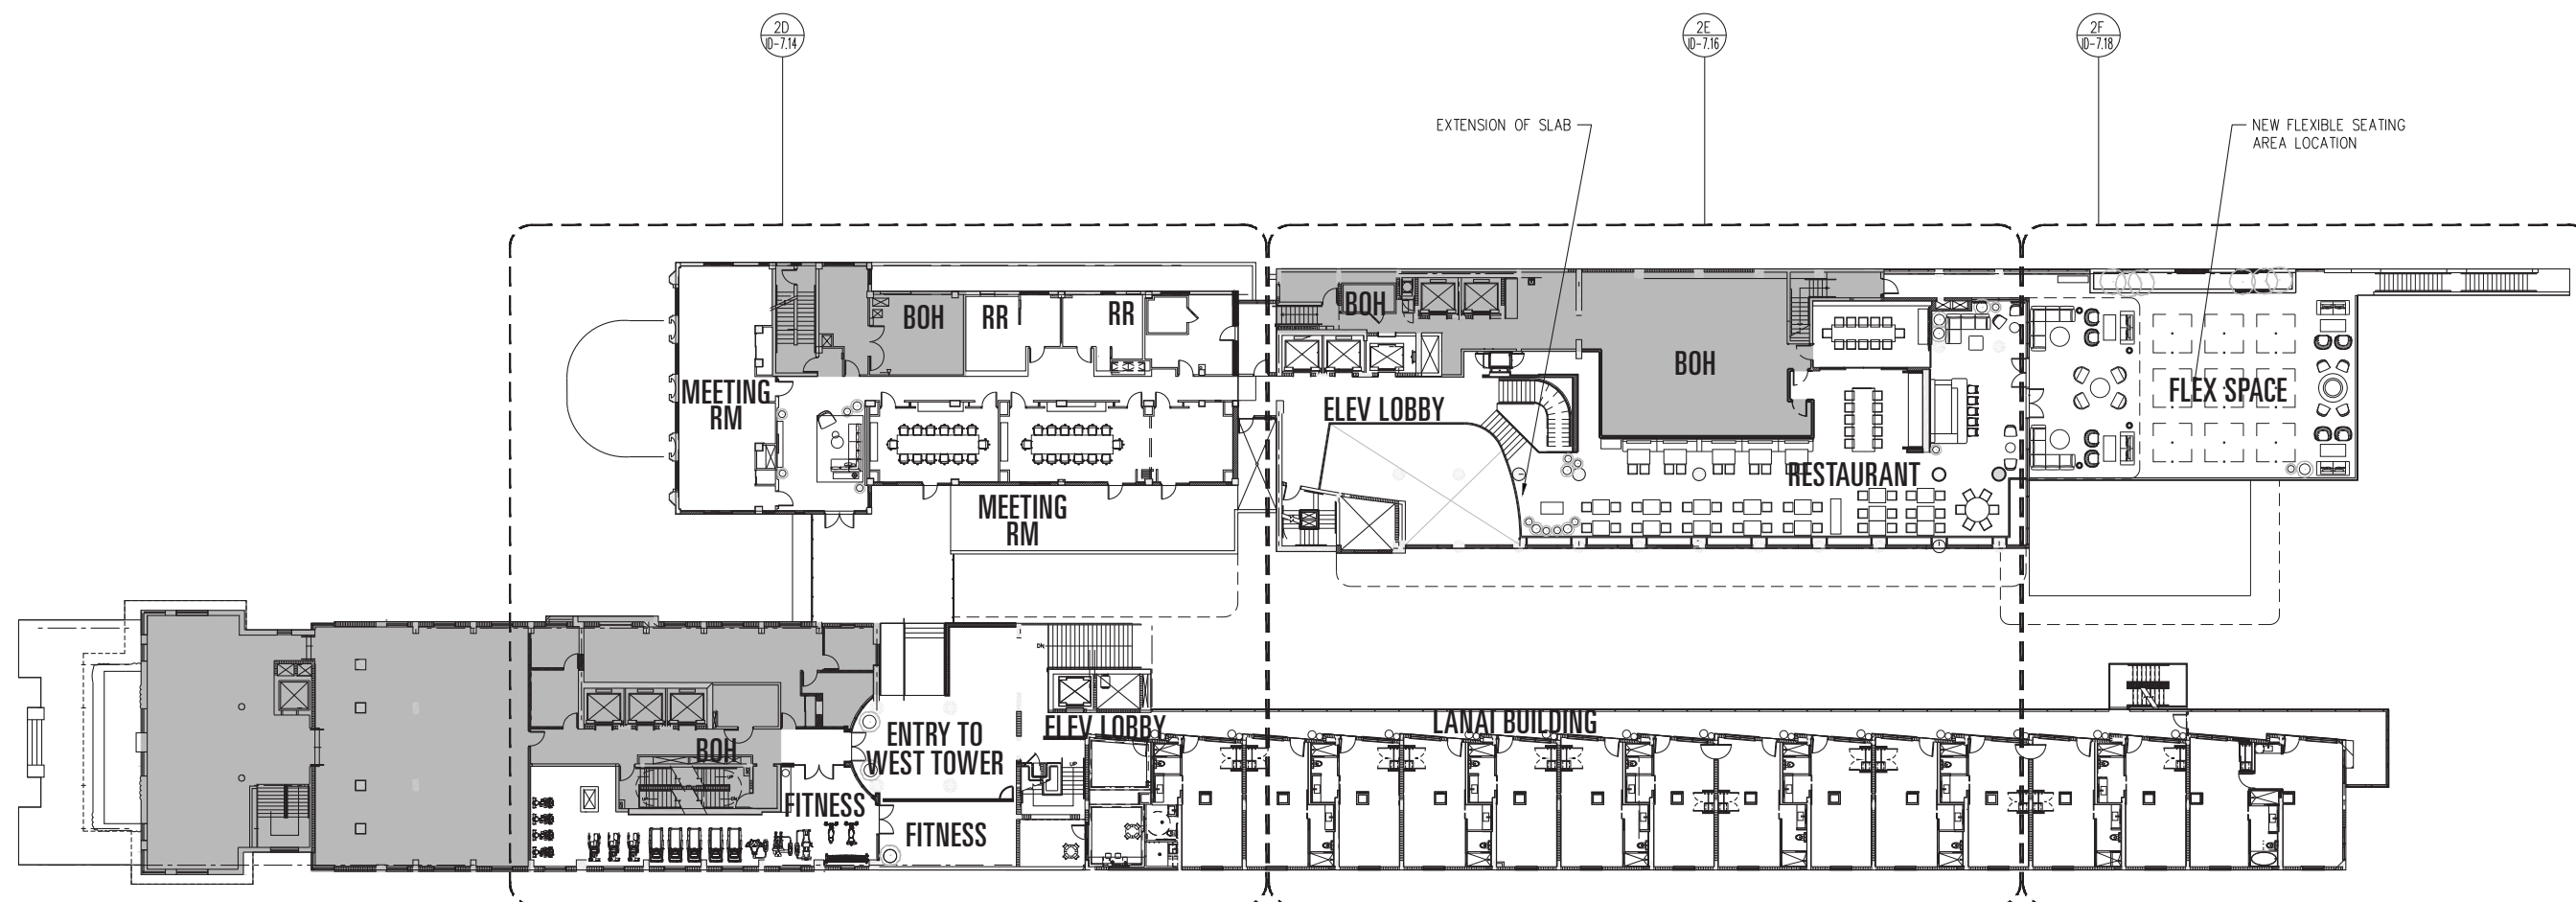 2D
ID-7.14
2E
ID-7.16
2F
ID-7.18
EXTENSION OF SLAB
NEW FLEXIBLE SEATING
AREA LOCATION
BOH
RR
RR
BOH
BOH
MEETING
RM
ELEV LOBBY
FLEX SPACE
RESTAURANT
MEETING
RM
DN
ENTRY TO
WEST TOWER
ELEV LOBBY
LANAI BUILDING
BOH
UP
FITNESS
FITNESS